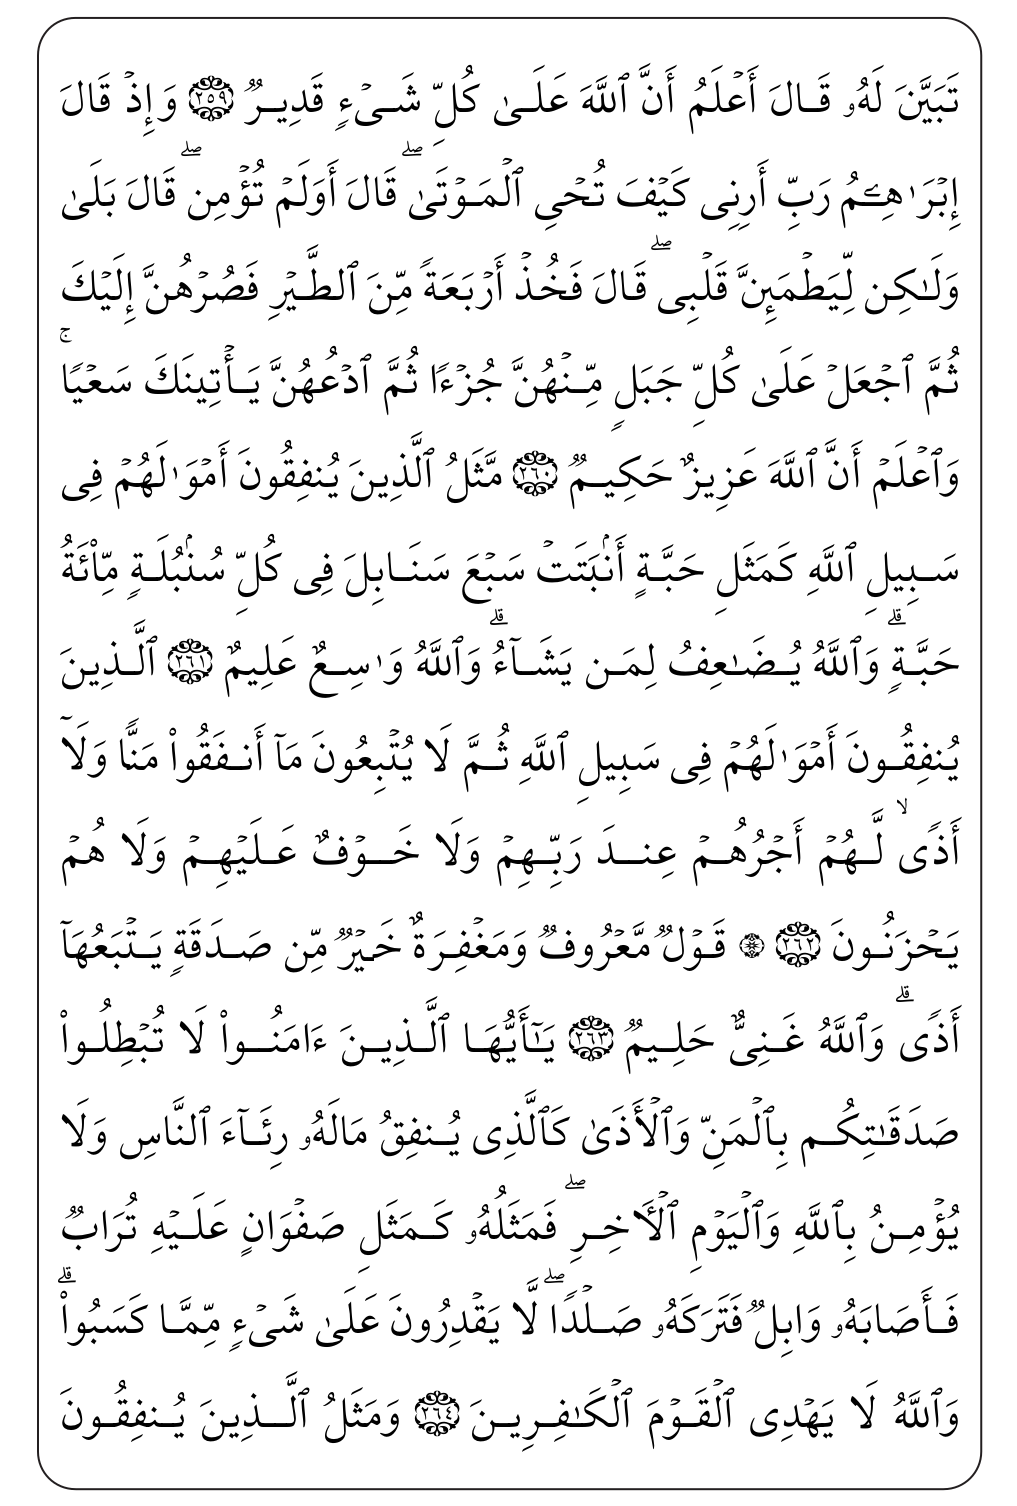 تَبَيَّنَ لَهُۥ قَالَ أَعۡلَمُ أَنَّ ٱللَّهَ عَلَىٰ كُلِّ شَيۡءٖ قَدِيرٞ ٢٥٩ وَإِذۡ قَالَ
إِبۡرَٰهِـۧمُ رَبِّ أَرِنِي كَيۡفَ تُحۡيِ ٱلۡمَوۡتَىٰۖ قَالَ أَوَلَمۡ تُؤۡمِنۖ قَالَ بَلَىٰ
وَلَٰكِن لِّيَطۡمَئِنَّ قَلۡبِيۖ قَالَ فَخُذۡ أَرۡبَعَةٗ مِّنَ ٱلطَّيۡرِ فَصُرۡهُنَّ إِلَيۡكَ
ثُمَّ ٱجۡعَلۡ عَلَىٰ كُلِّ جَبَلٖ مِّنۡهُنَّ جُزۡءٗا ثُمَّ ٱدۡعُهُنَّ يَأۡتِينَكَ سَعۡيٗاۚ
وَٱعۡلَمۡ أَنَّ ٱللَّهَ عَزِيزٌ حَكِيمٞ ٢٦٠ مَّثَلُ ٱلَّذِينَ يُنفِقُونَ أَمۡوَٰلَهُمۡ فِي
سَبِيلِ ٱللَّهِ كَمَثَلِ حَبَّةٍ أَنۢبَتَتۡ سَبۡعَ سَنَابِلَ فِي كُلِّ سُنۢبُلَةٖ مِّاْئَةُ
حَبَّةٖۗ وَٱللَّهُ يُضَٰعِفُ لِمَن يَشَآءُۗ وَٱللَّهُ وَٰسِعٌ عَلِيمٌ ٢٦١ ٱلَّذِينَ
يُنفِقُونَ أَمۡوَٰلَهُمۡ فِي سَبِيلِ ٱللَّهِ ثُمَّ لَا يُتۡبِعُونَ مَآ أَنفَقُواْ مَنّٗا وَلَآ
أَذٗى لَّهُمۡ أَجۡرُهُمۡ عِندَ رَبِّهِمۡ وَلَا خَوۡفٌ عَلَيۡهِمۡ وَلَا هُمۡ
يَحۡزَنُونَ ٢٦٢ ۞ قَوۡلٞ مَّعۡرُوفٞ وَمَغۡفِرَةٌ خَيۡرٞ مِّن صَدَقَةٖ يَتۡبَعُهَآ
أَذٗىۗ وَٱللَّهُ غَنِيٌّ حَلِيمٞ ٢٦٣ يَٰٓأَيُّهَا ٱلَّذِينَ ءَامَنُواْ لَا تُبۡطِلُواْ
صَدَقَٰتِكُم بِٱلۡمَنِّ وَٱلۡأَذَىٰ كَٱلَّذِي يُنفِقُ مَالَهُۥ رِئَآءَ ٱلنَّاسِ وَلَا
يُؤۡمِنُ بِٱللَّهِ وَٱلۡيَوۡمِ ٱلۡأٓخِرِۖ فَمَثَلُهُۥ كَمَثَلِ صَفۡوَانٍ عَلَيۡهِ تُرَابٞ
فَأَصَابَهُۥ وَابِلٞ فَتَرَكَهُۥ صَلۡدٗاۖ لَّا يَقۡدِرُونَ عَلَىٰ شَيۡءٖ مِّمَّا كَسَبُواْۗ
وَٱللَّهُ لَا يَهۡدِي ٱلۡقَوۡمَ ٱلۡكَٰفِرِينَ ٢٦٤ وَمَثَلُ ٱلَّذِينَ يُنفِقُونَ